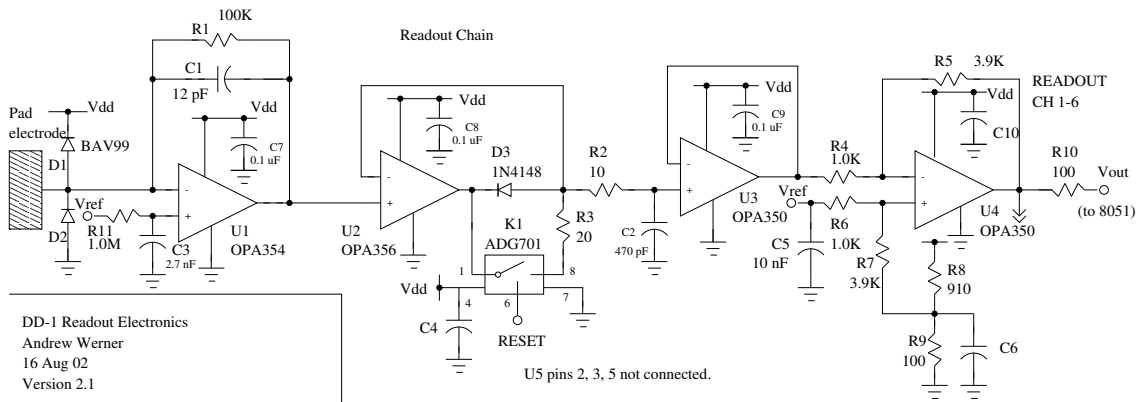 Readout Chain
R1
100K
C1
12 pF
Pad
electrode
Vdd
BAV99
D1
D2
Vref
R11
1.0M
C3
2.7 nF
Vdd
C7
0.1 uF
-
+
U1
OPA354
Vdd
C8
0.1 uF
-
+
U2
OPA356
D3
1N4148
K1
ADG701
1
8
4
6
7
Vdd
C4
RESET
R2
10
R3
20
C2
470 pF
Vdd
C9
0.1 uF
-
+
U3
OPA350
Vref
R4
1.0K
R6
1.0K
C5
10 nF
R7
3.9K
R5 3.9K
Vdd
C10
-
+
U4
OPA350
READOUT
CH 1-6
R10
100
Vout
(to 8051)
R8
910
R9
100
C6
DD-1 Readout Electronics
Andrew Werner
16 Aug 02
Version 2.1
U5 pins 2, 3, 5 not connected.